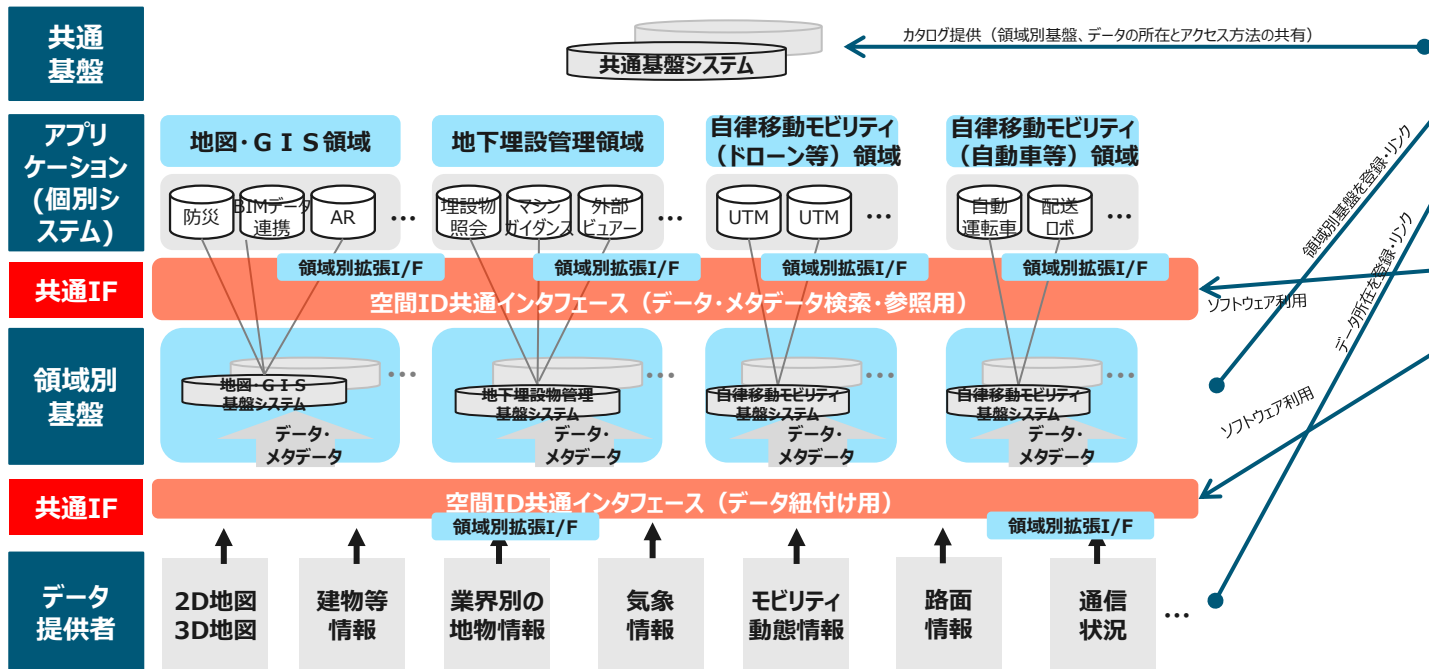 共通
基盤
共通基盤システム
カタログ提供（領域別基盤、データの所在とアクセス方法の共有）
アプリ
ケーション
(個別シ
ステム)
地図・ＧＩＳ領域
地下埋設管理領域
自律移動モビリティ
（ドローン等）領域
自律移動モビリティ
（自動車等）領域
防災
BIMデータ
連携
AR
…
埋設物
照会
マシン
ガイダンス
外部
ビュアー
…
UTM
UTM
…
自動
運転車
配送
ロボ
…
領域別基盤を登録・リンク
データ所在を登録・リンク
共通IF
領域別拡張I/F
領域別拡張I/F
領域別拡張I/F
領域別拡張I/F
空間ID共通インタフェース（データ・メタデータ検索・参照用）
ソフトウェア利用
領域別
基盤
地図・ＧＩＳ
基盤システム
…
地下埋設物管理
基盤システム
…
自律移動モビリティ
基盤システム
…
自律移動モビリティ
基盤システム
…
データ・
メタデータ
データ・
メタデータ
データ・
メタデータ
データ・
メタデータ
ソフトウェア利用
共通IF
空間ID共通インタフェース（データ紐付け用）
領域別拡張I/F
領域別拡張I/F
データ
提供者
2D地図
3D地図
建物等
情報
業界別の
地物情報
気象
情報
モビリティ
動態情報
路面
情報
通信
状況
…